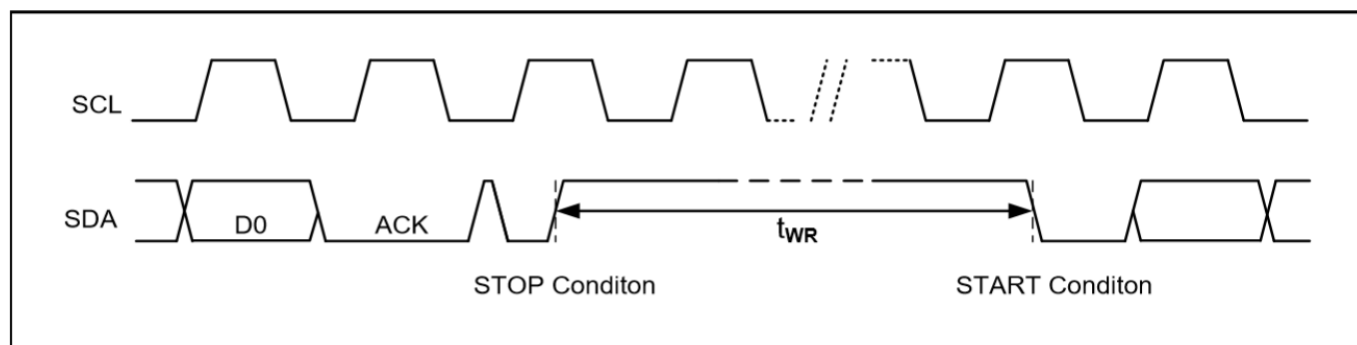 SCL
SDA
D0
ACK
tWR
STOP Conditon
START Conditon